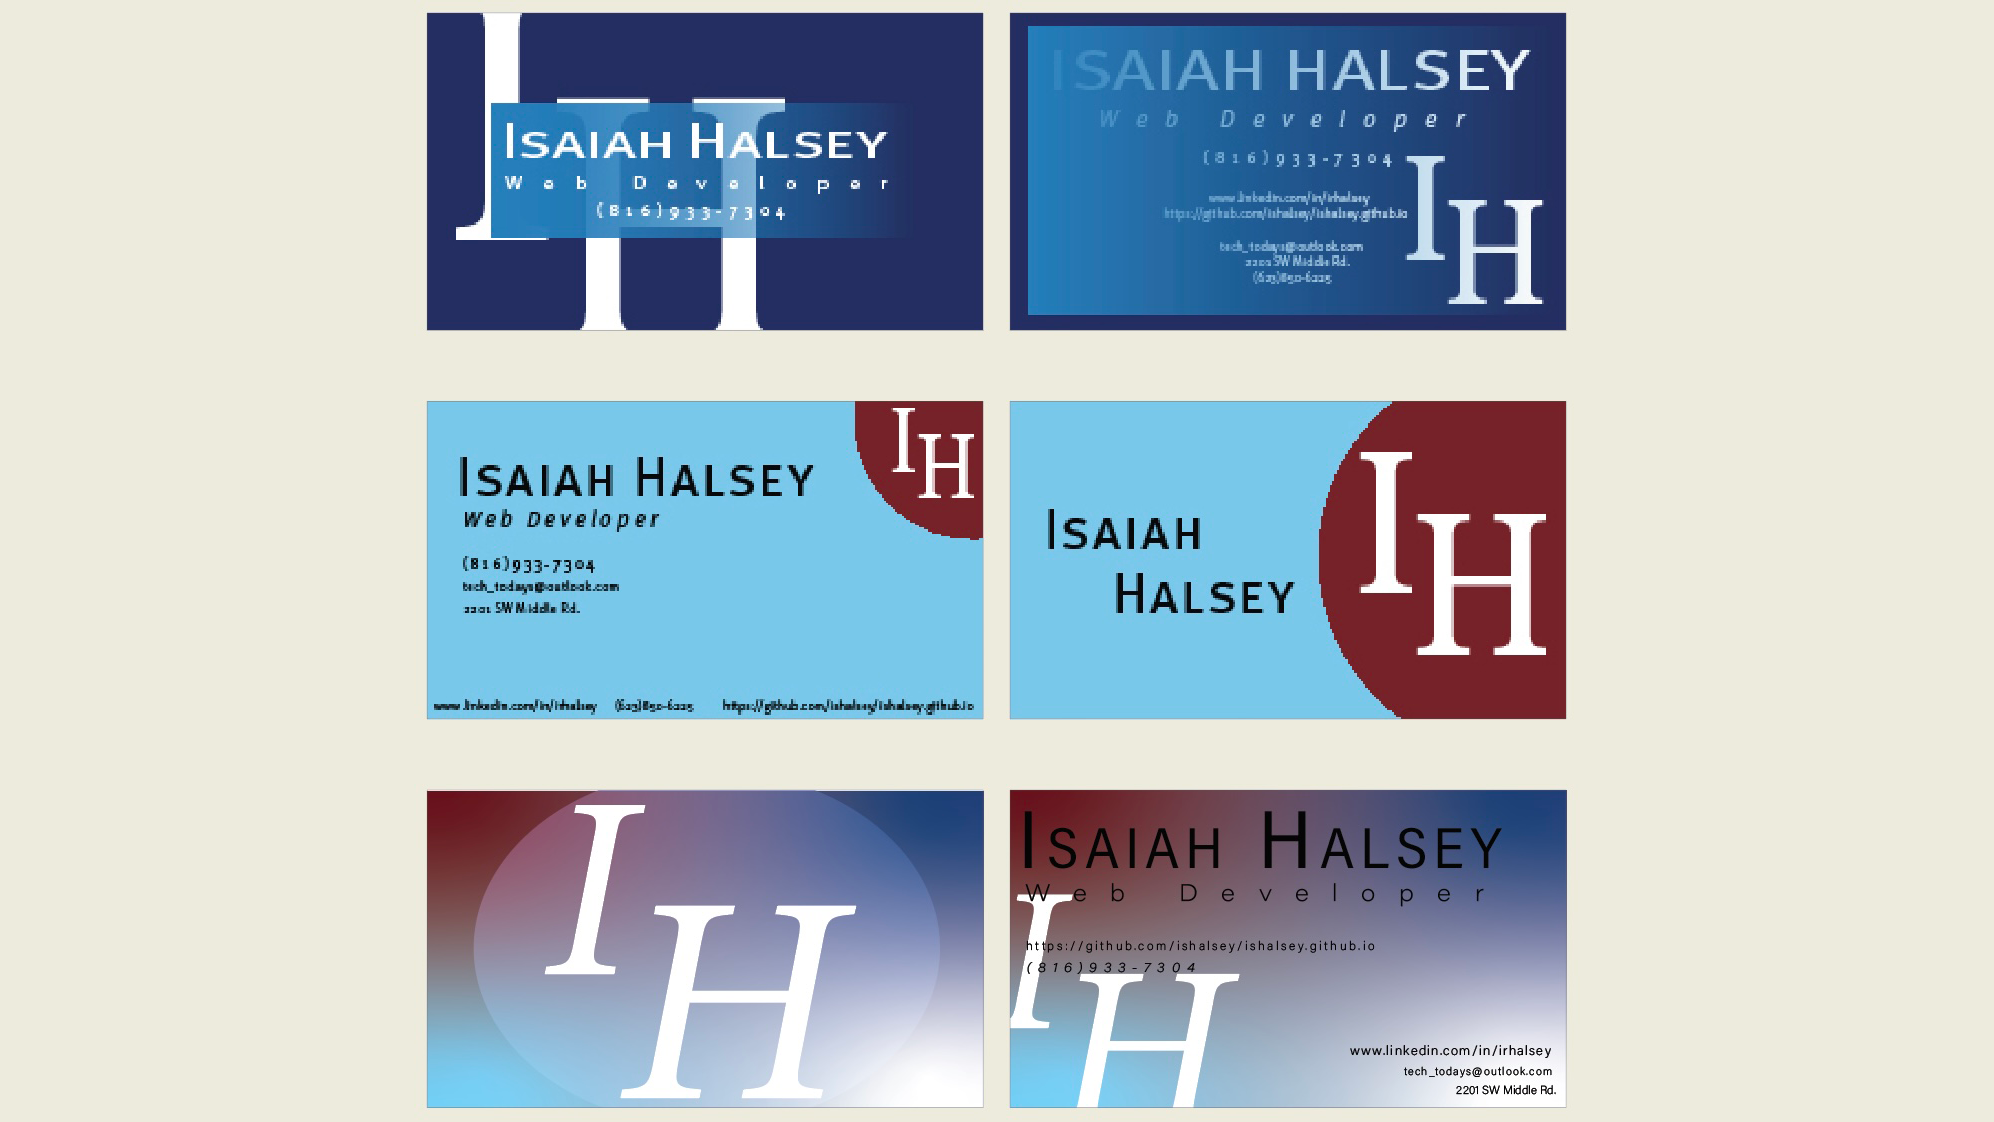 I
H
ISAIAH HALSEY
Web Developer
(816)933-7304
ISAIAH HALSEY
Web Developer
(816)933-7304
www.linkedin.com/in/irhalsey
https://github.com/ishalsey/ishalsey.github.io
tech_todays@outlook.com
2201 SW Middle Rd.
IH
ISAIAH HALSEY
Web Developer
(816)933-7304
tech_todays@outlook.com
2201 SW Middle Rd.
www.linkedin.com/in/irhalsey https://github.com/ishalsey/ishalsey.github.io
IH
ISAIAH
HALSEY
IH
IH
ISAIAH HALSEY
Web Developer
https://github.com/ishalsey/ishalsey.github.io
(816)933-7304
IH
www.linkedin.com/in/irhalsey
tech_todays@outlook.com
2201 SW Middle Rd.